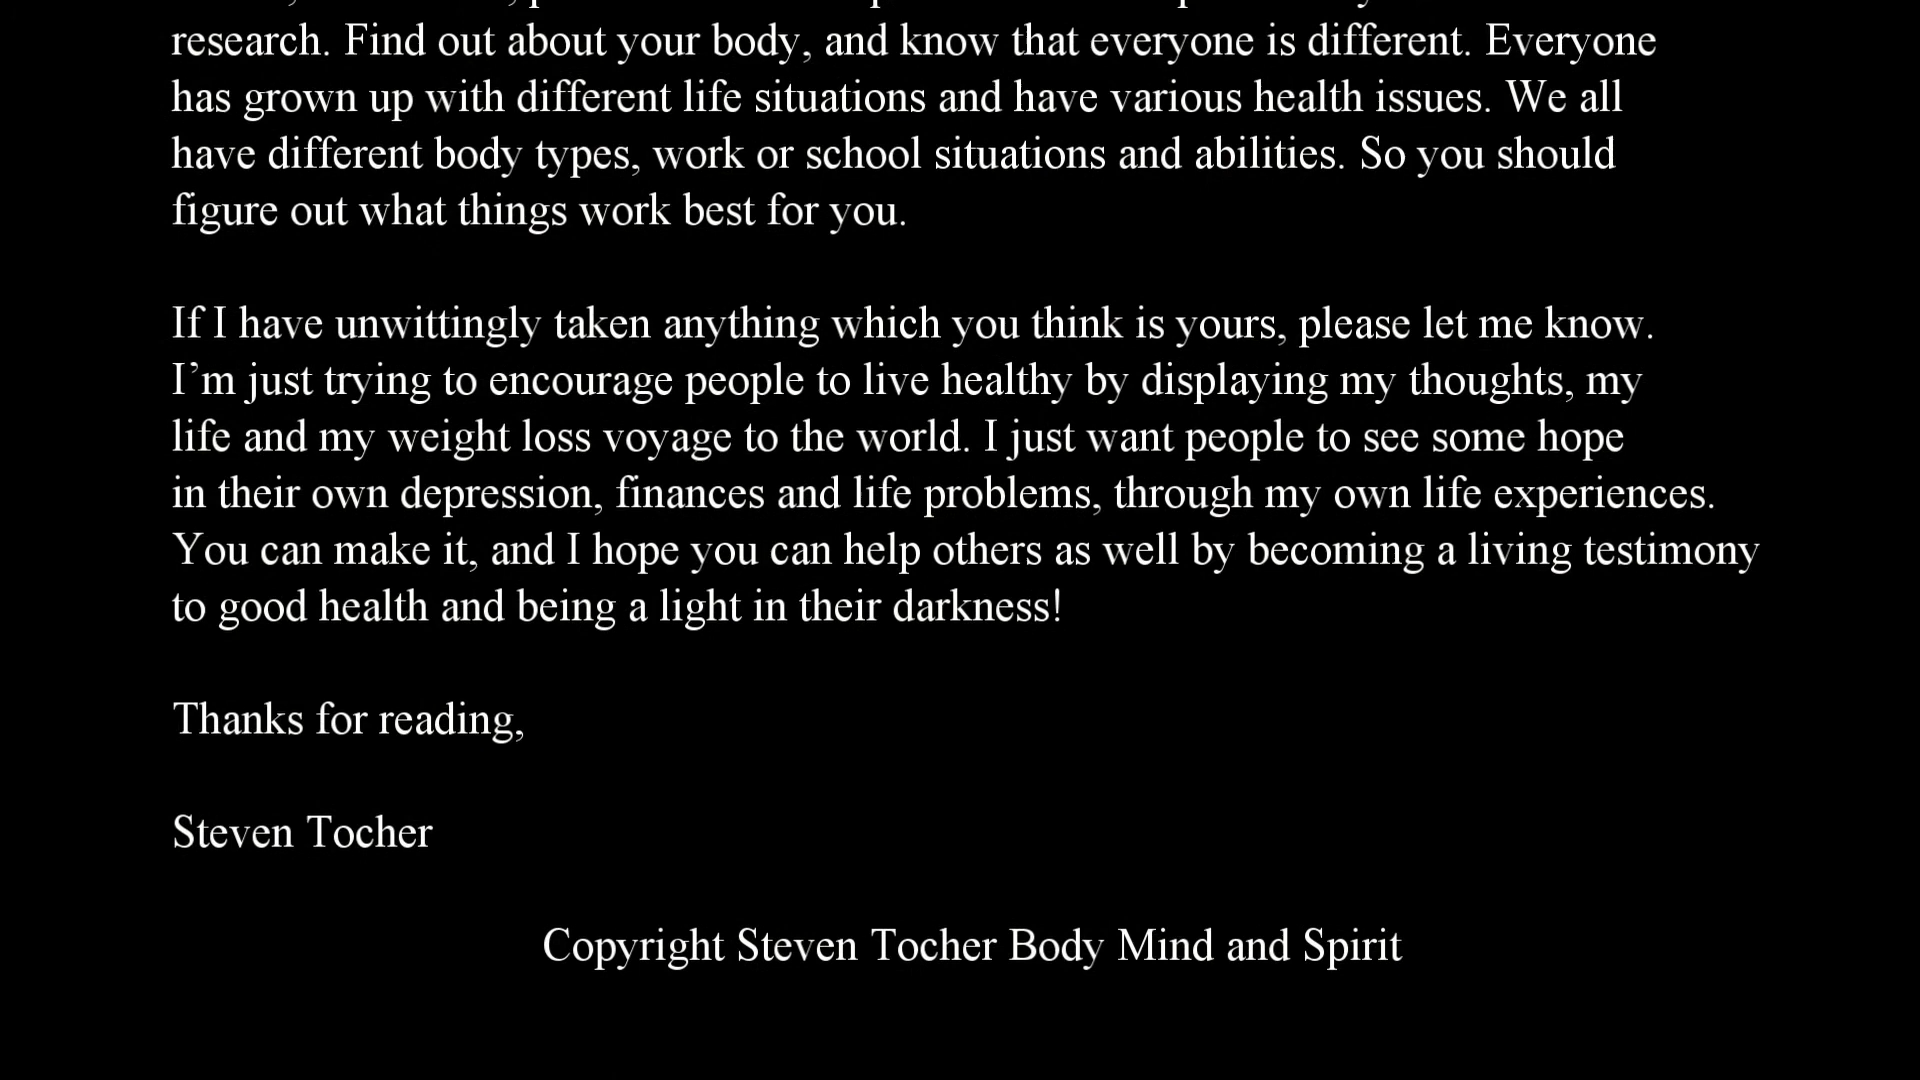 research. Find out about your body, and know that everyone is different. Everyone
has grown up with different life situations and have various health issues. We all
have different body types, work or school situations and abilities. So you should
figure out what things work best for you.
If I have unwittingly taken anything which you think is yours, please let me know.
I’m just trying to encourage people to live healthy by displaying my thoughts, my
life and my weight loss voyage to the world. I just want people to see some hope
in their own depression, finances and life problems, through my own life experiences.
You can make it, and I hope you can help others as well by becoming a living testimony
to good health and being a light in their darkness!
Thanks for reading,
Steven Tocher
Copyright Steven Tocher Body Mind and Spirit